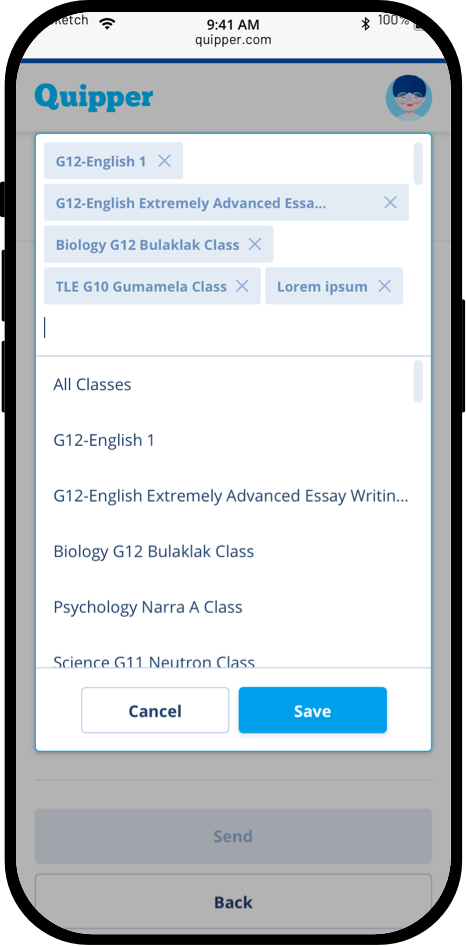 9:41 AM
100%
quipper.com
Quipper
G12-English 1
G12-English Extremely Advanced Essa...
Biology G12 Bulaklak Class
TLE G10 Gumamela Class Lorem ipsum
All Classes
G12-English 1
G12-English Extremely Advanced Essay Writin...
Biology G12 Bulaklak Class
Psychology Narra A Class
Science G11 Neutron Class
Cancel Save
Send
Back